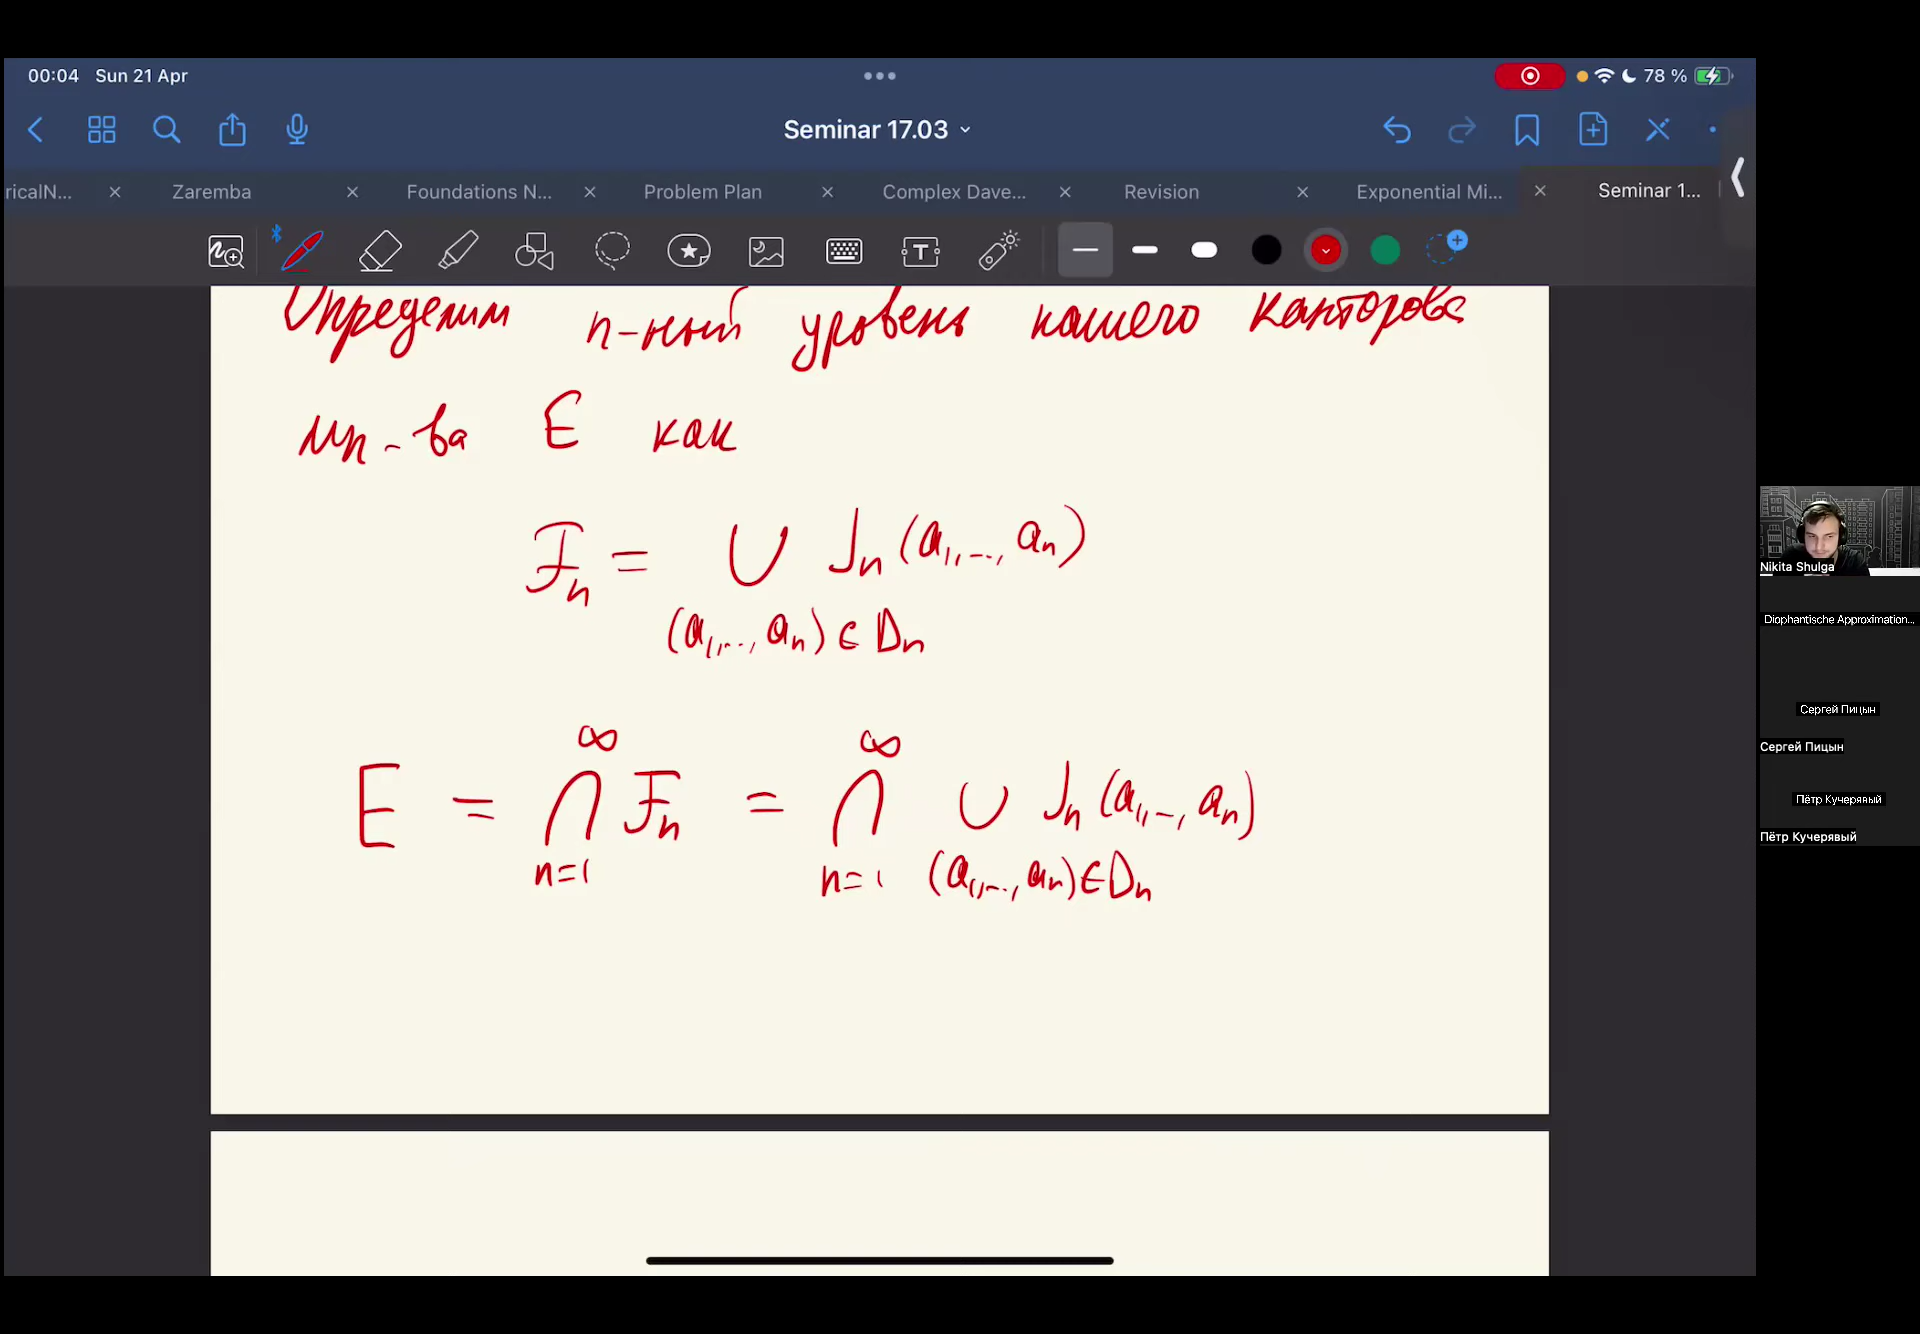 00:04 Sun 21 Apr
78 %
Seminar 17.03
ricalN... Zaremba Foundations N... Problem Plan Complex Dave... Revision Exponential Mi... Seminar 1...
Определим n-ный уровень нашего канторова
мн-ва E как
ℱₙ = ∪ Jₙ(a₁,..., aₙ)
(a₁,..., aₙ) ∈ Dₙ
∞ ∞
E = ∩ ℱₙ = ∩ ∪ Jₙ(a₁,..., aₙ)
n=1 n=1 (a₁,..., aₙ) ∈ Dₙ
Nikita Shulga
Diophantische Approximation...
Сергей Пицын
Сергей Пицын
Пётр Кучерявый
Пётр Кучерявый